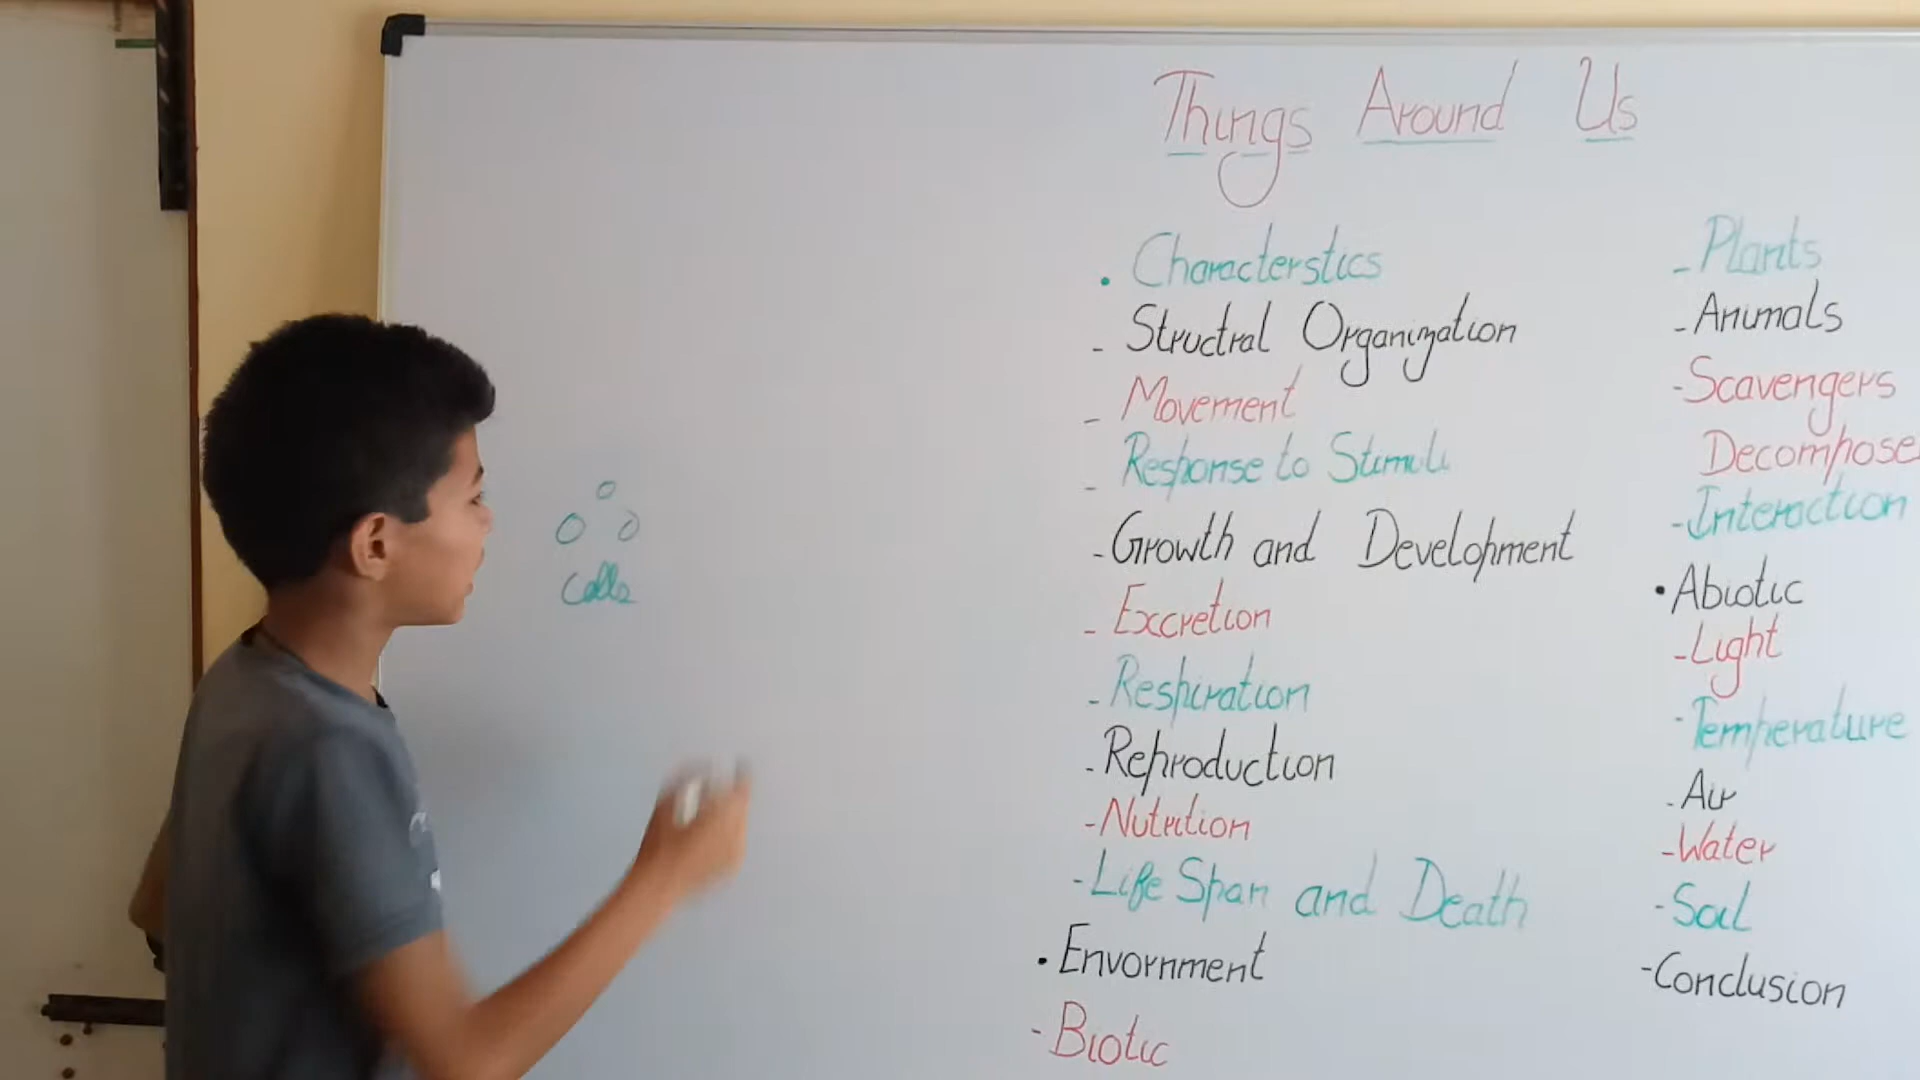 Things Around Us
. Characterstics
- Structral Organization
- Movement
- Response to Stimuli
- Growth and Development
- Excretion
- Respiration
- Reproduction
- Nutrition
- Life Span and Death
• Envornment
- Biotic
- Plants
- Animals
- Scavengers
Decompose
- Interaction
• Abiotic
- Light
- Temperature
- Air
- Water
- Soil
- Conclusion
Cells